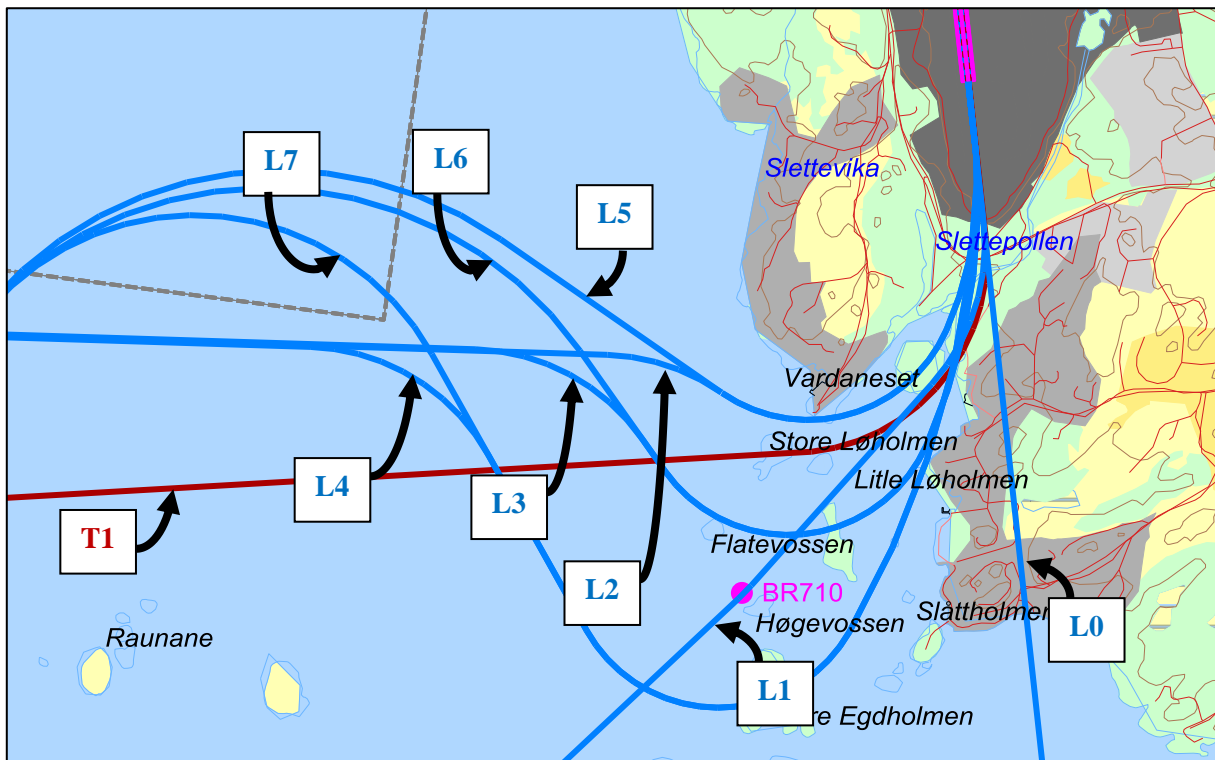 L7
L6
Slettevika
L5
Slettepollen
Vardaneset
Store Løholmen
L4
L3
Litle Løholmen
T1
Flatevossen
L2
BR710
Høgevossen
Slåttholmen
L0
Raunane
L1
re Egdholmen